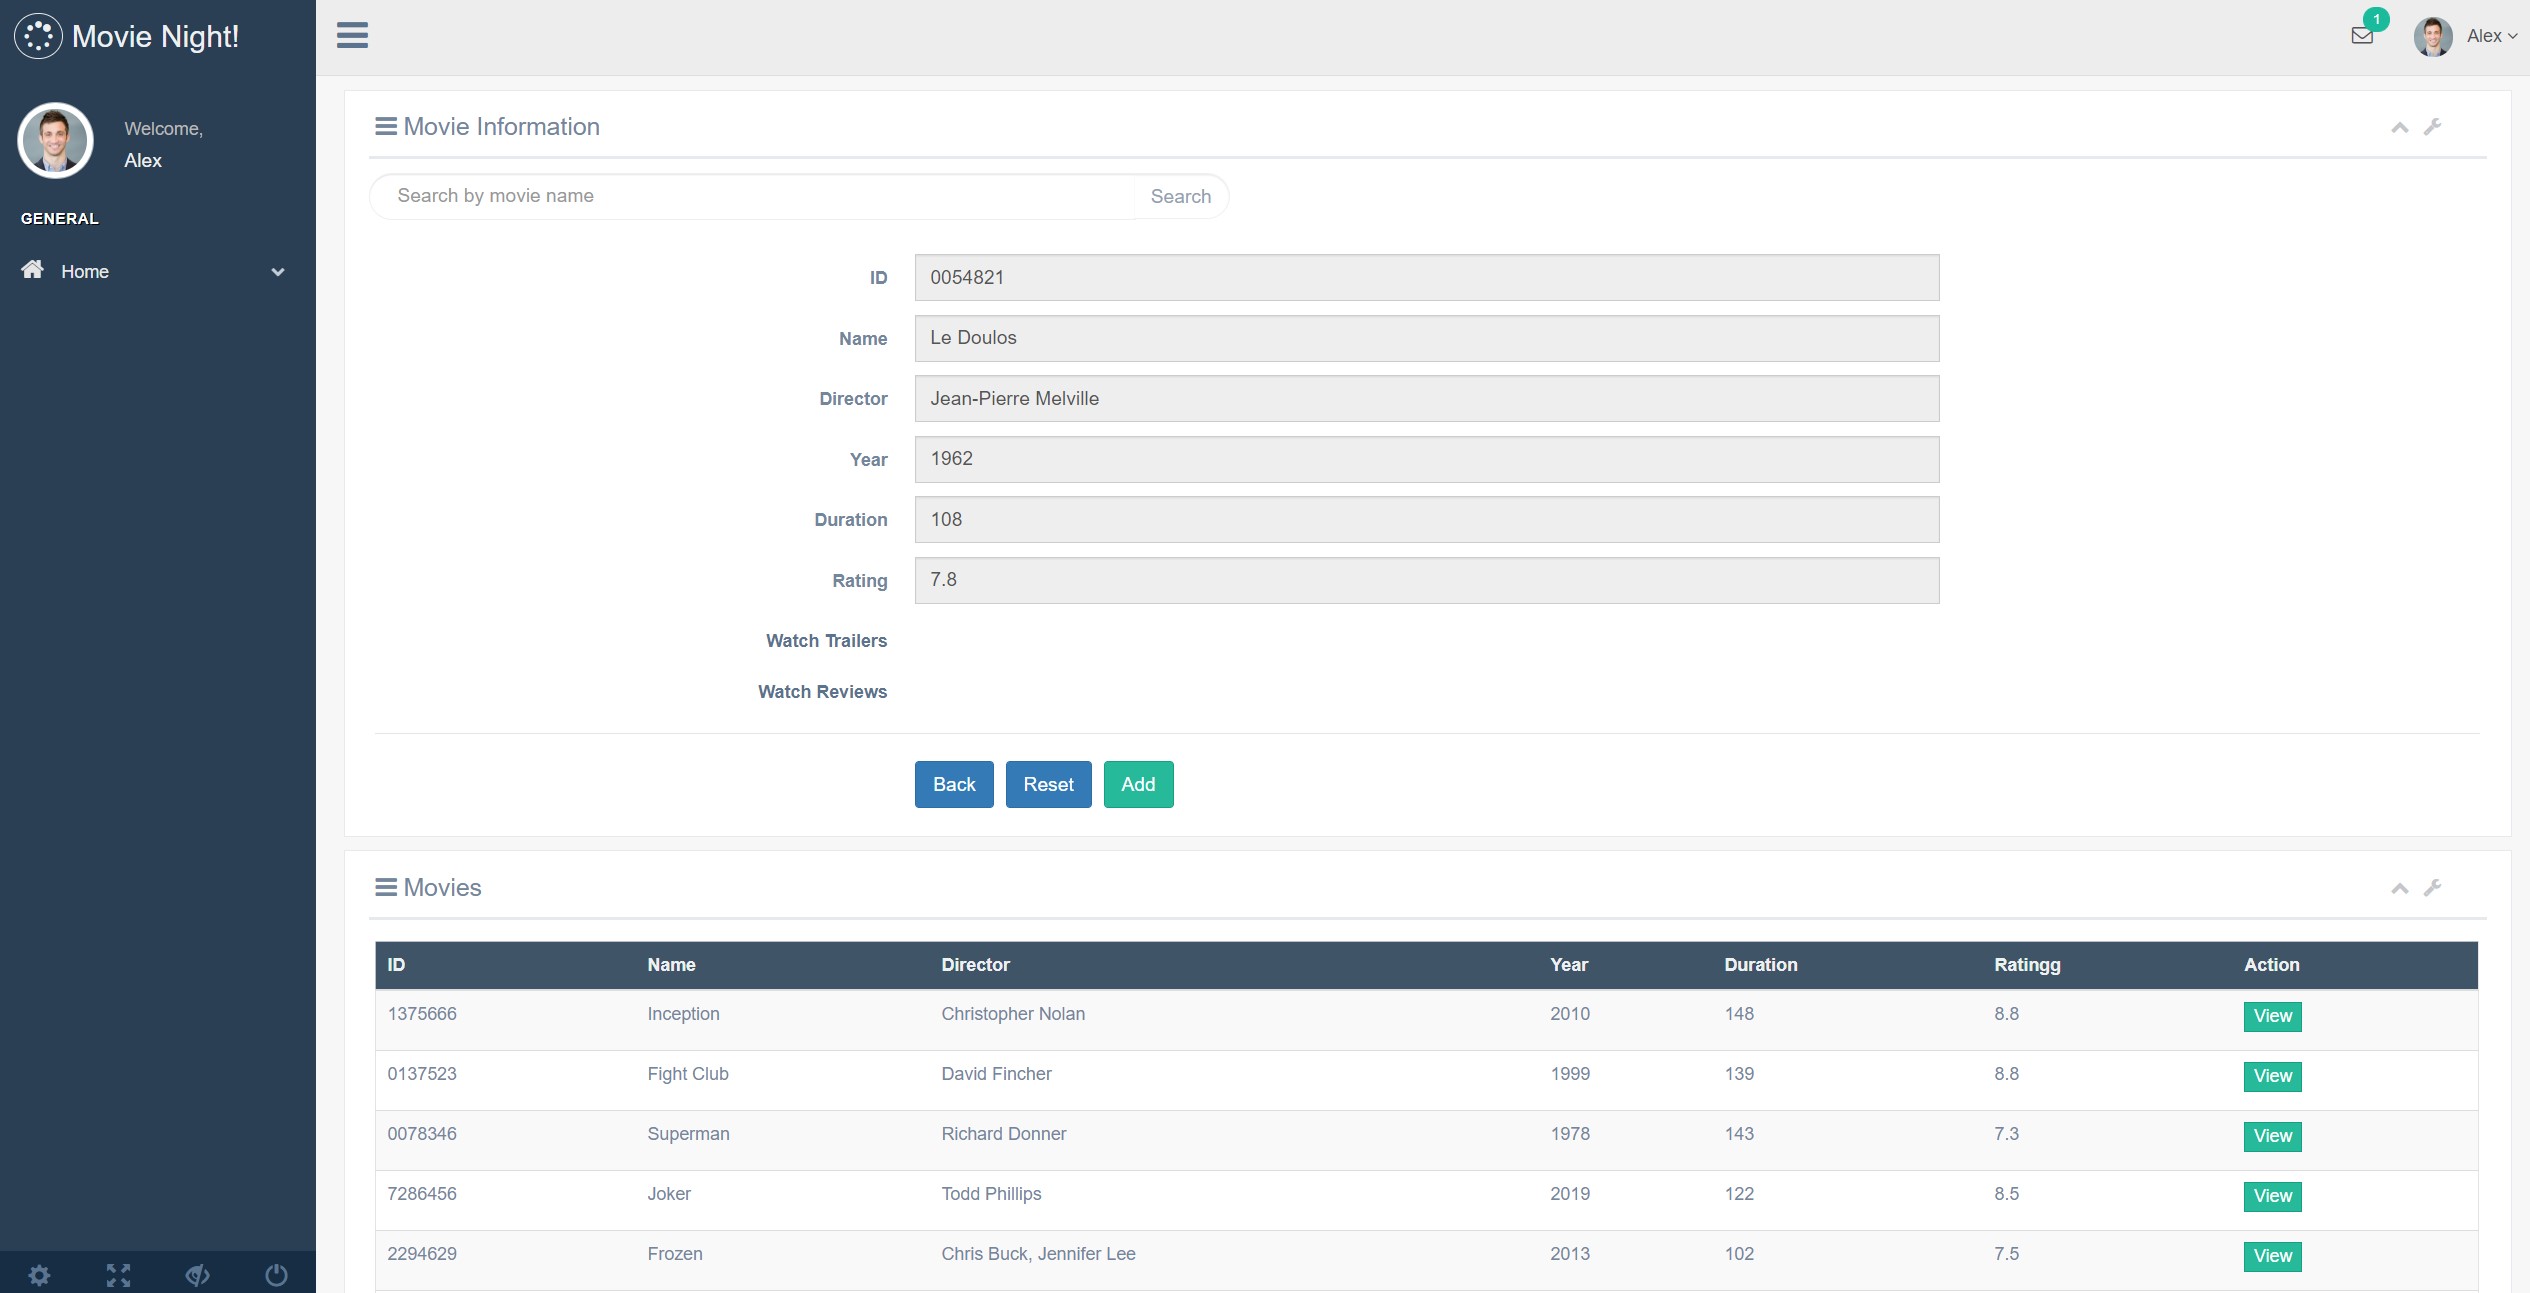 Movie Night!
1
Alex
Welcome,
Alex
GENERAL
Home
Movie Information
Search by movie name Search
ID 0054821
Name Le Doulos
Director Jean-Pierre Melville
Year 1962
Duration 108
Rating 7.8
Watch Trailers
Watch Reviews
Back Reset Add
Movies
ID Name Director Year Duration Ratingg Action
1375666 Inception Christopher Nolan 2010 148 8.8 View
0137523 Fight Club David Fincher 1999 139 8.8 View
0078346 Superman Richard Donner 1978 143 7.3 View
7286456 Joker Todd Phillips 2019 122 8.5 View
2294629 Frozen Chris Buck, Jennifer Lee 2013 102 7.5 View